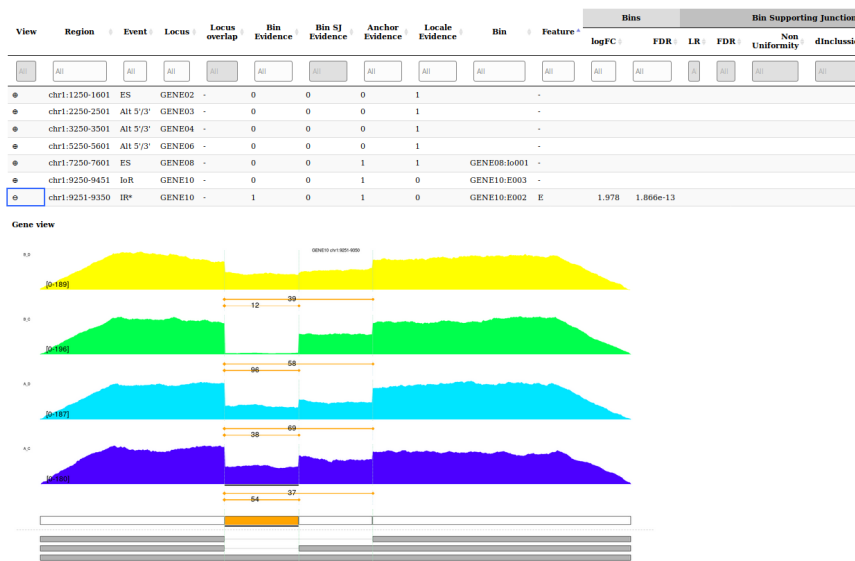 Bins Bin Supporting Junction
View Region Event Locus Locus overlap Bin Evidence Bin SJ Evidence Anchor Evidence Locale Evidence Bin Feature logFC FDR LR FDR Non Uniformity dInclussio
All All All All All All All All All All All All All A All All All
chr1:1250-1601 ES GENE02 - 0 0 0 1 -
chr1:2250-2501 Alt 5'/3' GENE03 - 0 0 0 1 -
chr1:3250-3501 Alt 5'/3' GENE04 - 0 0 0 1 -
chr1:5250-5601 Alt 5'/3' GENE06 - 0 0 0 1 -
chr1:7250-7601 ES GENE08 - 0 0 1 1 GENE08:Io001 -
chr1:9250-9451 IoR GENE10 - 0 0 1 0 GENE10:E003 -
chr1:9251-9350 IR* GENE10 - 1 0 1 0 GENE10:E002 E 1.978 1.866e-13
Gene view
GENE10 chr1:9251-9350
B_D
[0-189]
39
12
B_C
[0-196]
58
96
A_D
[0-187]
69
38
A_C
37
54